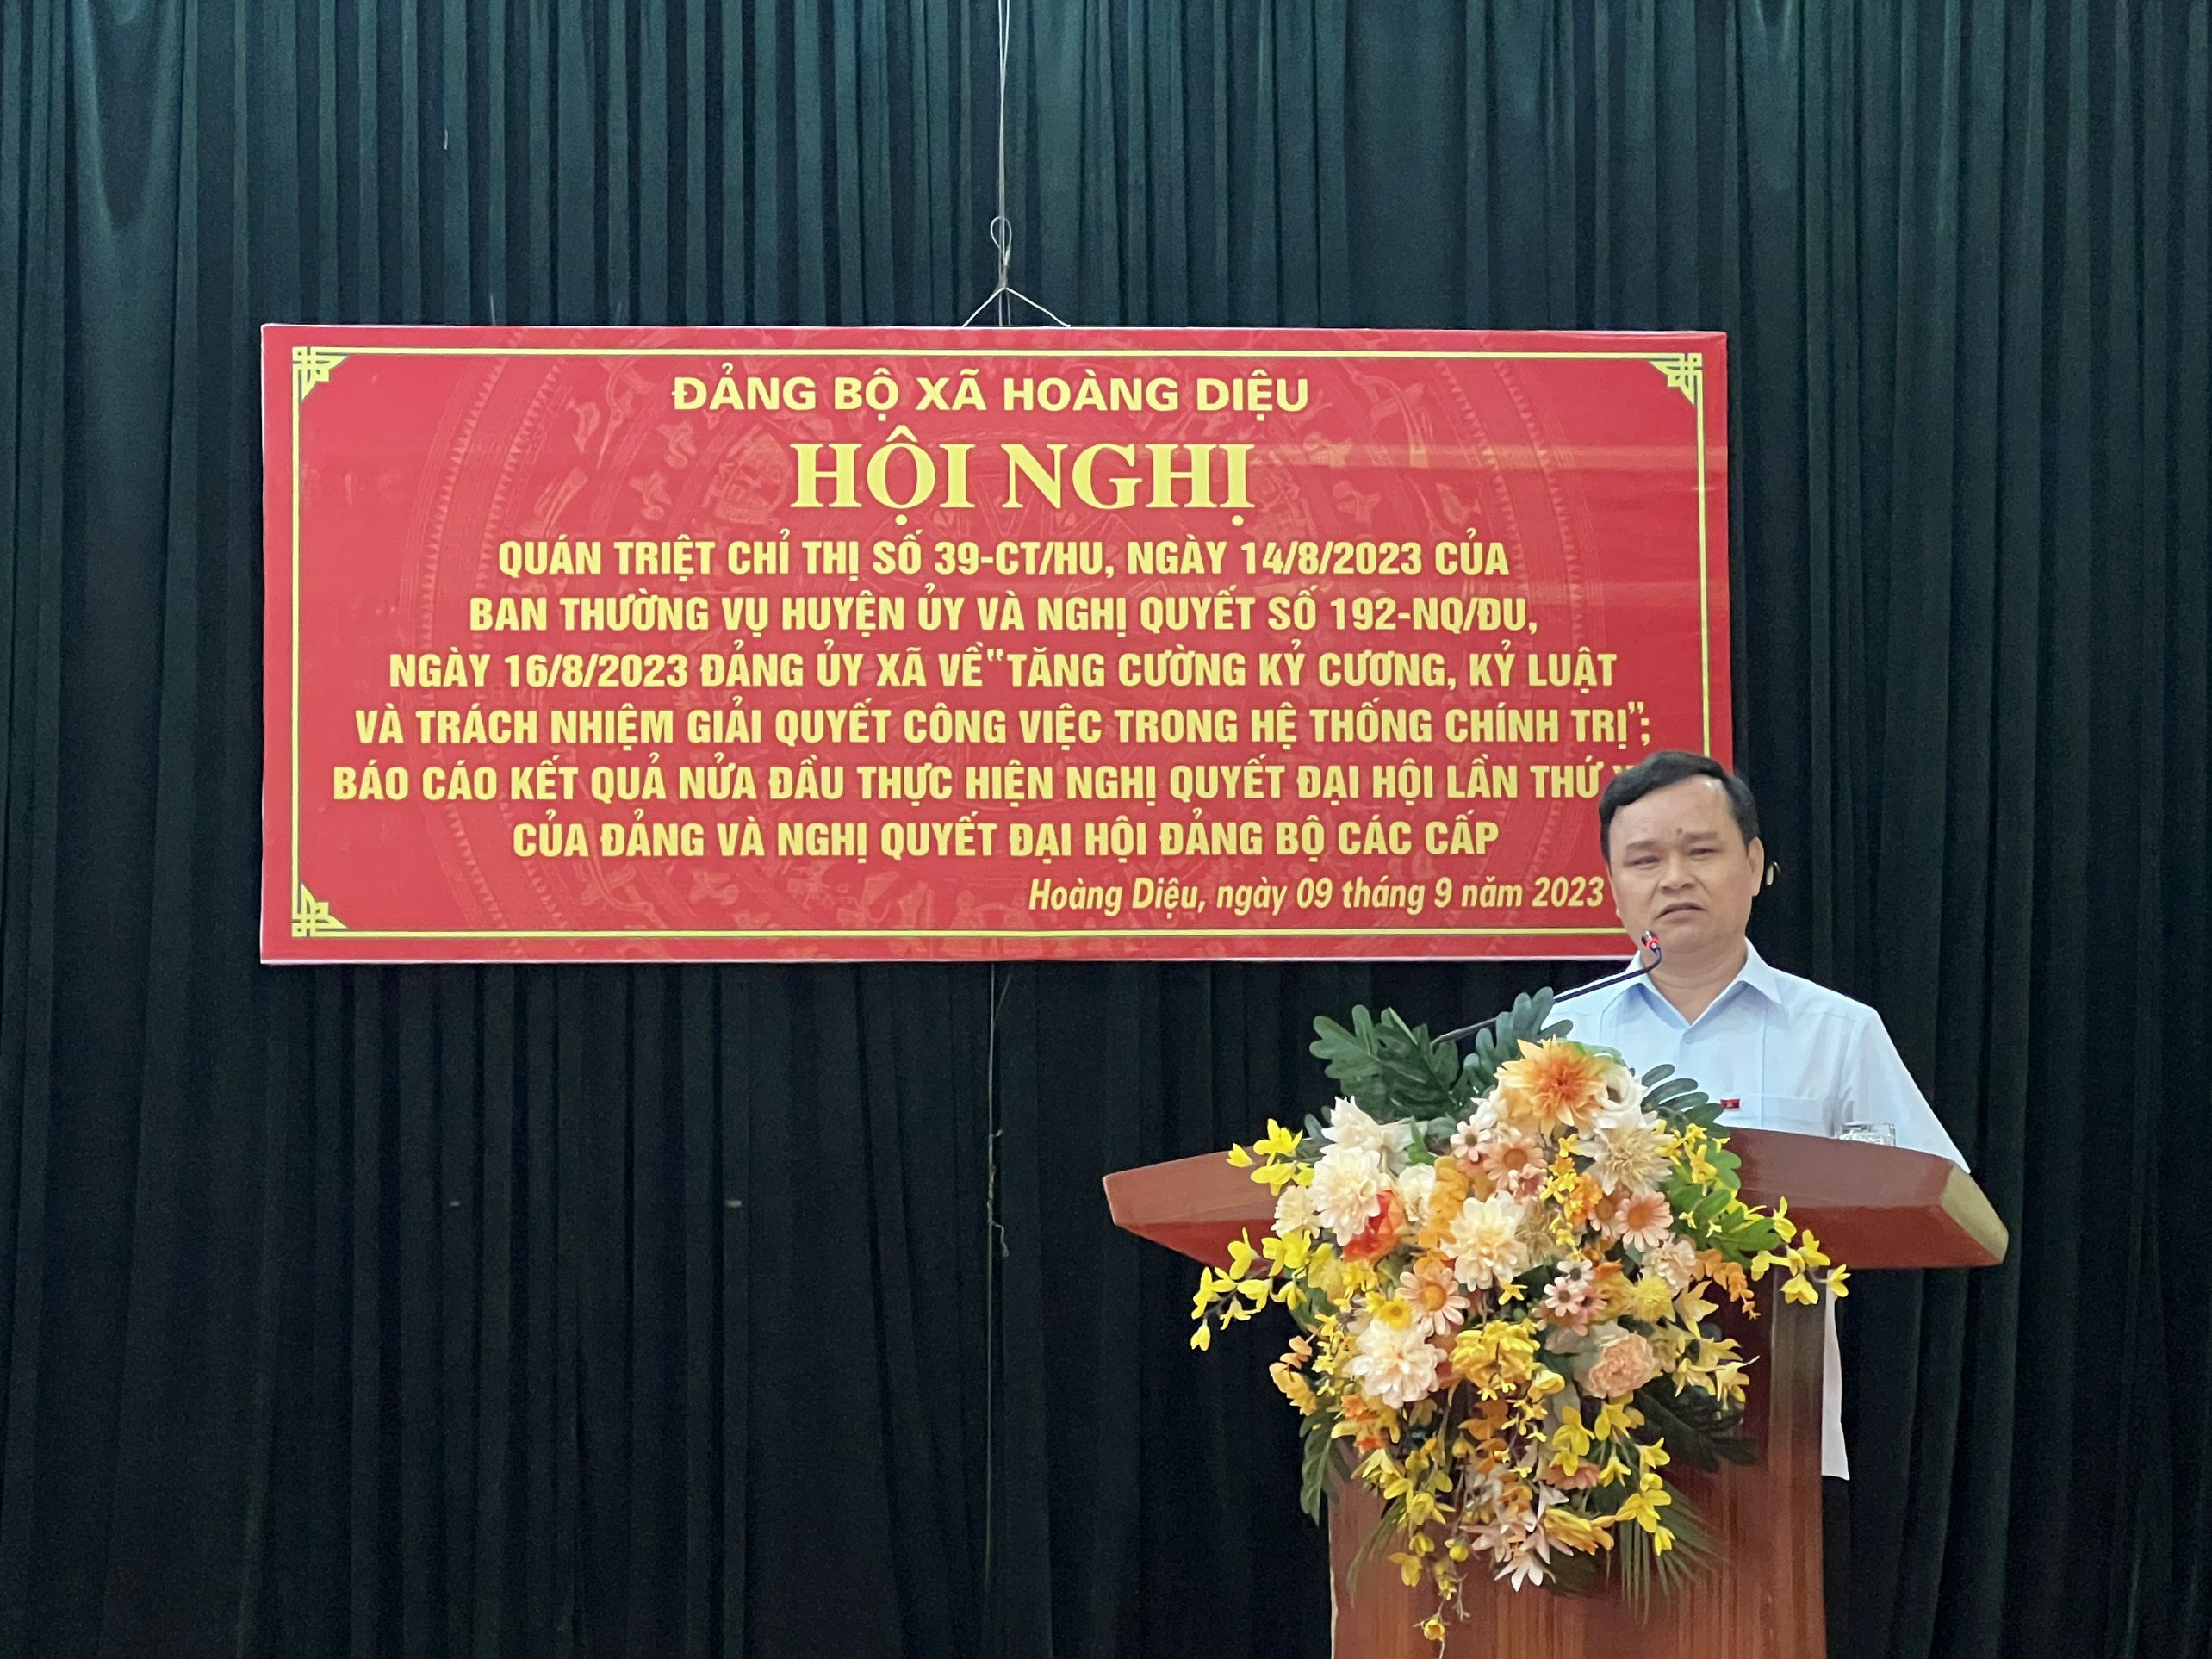 ĐẢNG BỘ XÃ HOÀNG DIỆU
HỘI NGHỊ
QUÁN TRIỆT CHỈ THỊ SỐ 39-CT/HU, NGÀY 14/8/2023 CỦA
BAN THƯỜNG VỤ HUYỆN ỦY VÀ NGHỊ QUYẾT SỐ 192-NQ/ĐU,
NGÀY 16/8/2023 ĐẢNG ỦY XÃ VỀ "TĂNG CƯỜNG KỶ CƯƠNG, KỶ LUẬT
VÀ TRÁCH NHIỆM GIẢI QUYẾT CÔNG VIỆC TRONG HỆ THỐNG CHÍNH TRỊ";
BÁO CÁO KẾT QUẢ NỬA ĐẦU THỰC HIỆN NGHỊ QUYẾT ĐẠI HỘI LẦN THỨ
CỦA ĐẢNG VÀ NGHỊ QUYẾT ĐẠI HỘI ĐẢNG BỘ CÁC CẤP
Hoàng Diệu, ngày 09 tháng 9 năm 2023